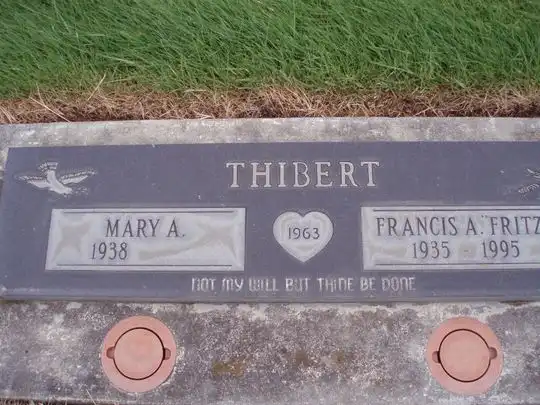 THIBERT
MARY A.
1938
1963
FRANCIS A. "FRITZ
1935 - 1995
NOT MY WILL BUT THINE BE DONE